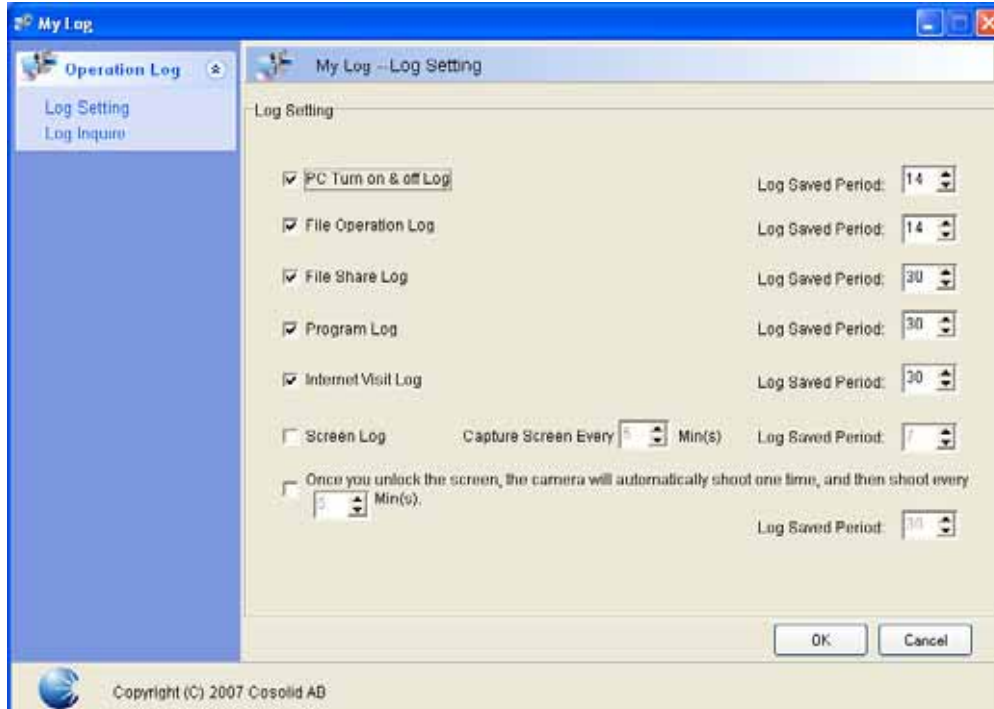 My Log
Operation Log
Log Setting
Log Inquire
My Log --Log Setting
Log Setting
PC Turn on & off Log
Log Saved Period: 14
File Operation Log
Log Saved Period: 14
File Share Log
Log Saved Period: 30
Program Log
Log Saved Period: 30
Internet Visit Log
Log Saved Period: 30
Screen Log Capture Screen Every 5 Min(s) Log Saved Period: 7
Once you unlock the screen, the camera will automatically shoot one time, and then shoot every
5 Min(s).
Log Saved Period: 30
OK Cancel
Copyright (C) 2007 Cosolid AB